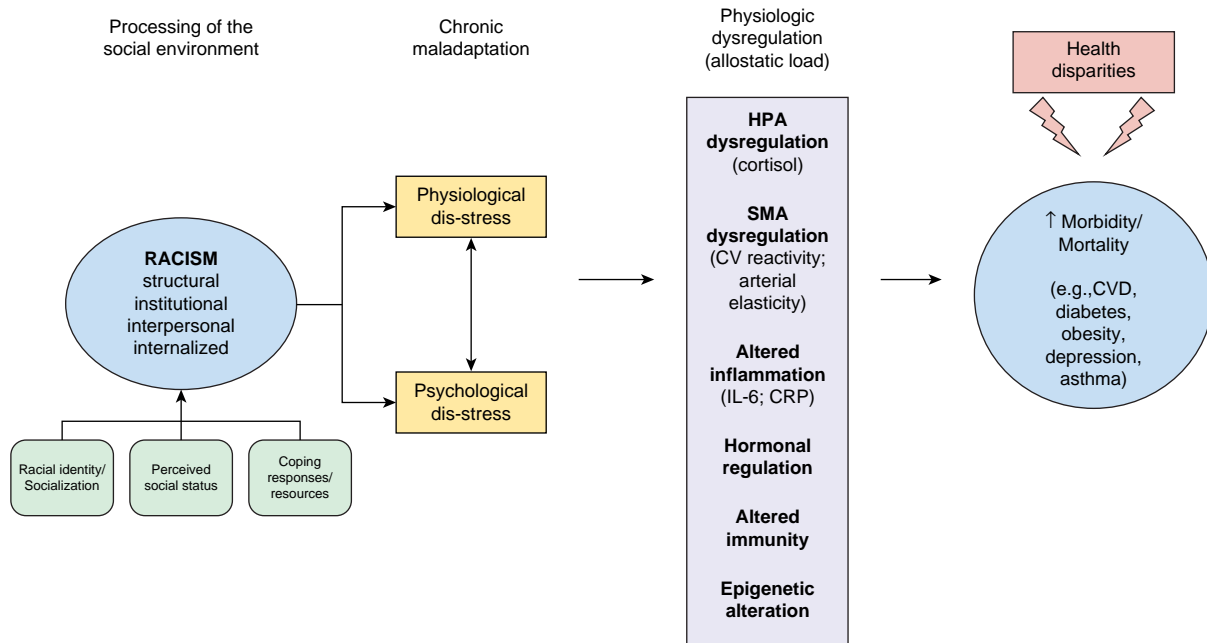 Processing of the
social environment
Chronic
maladaptation
Physiologic
dysregulation
(allostatic load)
Health
disparities
RACISM
structural
institutional
interpersonal
internalized
Racial identity/
Socialization
Perceived
social status
Coping
responses/
resources
Physiological
dis-stress
Psychological
dis-stress
HPA
dysregulation
(cortisol)
SMA
dysregulation
(CV reactivity;
arterial
elasticity)
Altered
inflammation
(IL-6; CRP)
Hormonal
regulation
Altered
immunity
Epigenetic
alteration
↑ Morbidity/
Mortality
(e.g.,CVD,
diabetes,
obesity,
depression,
asthma)